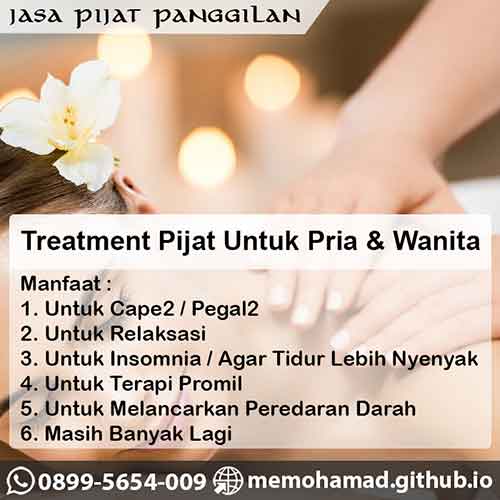 JASA PIJAT PANGGILAN
Treatment Pijat Untuk Pria & Wanita
Manfaat :
1. Untuk Cape2 / Pegal2
2. Untuk Relaksasi
3. Untuk Insomnia / Agar Tidur Lebih Nyenyak
4. Untuk Terapi Promil
5. Untuk Melancarkan Peredaran Darah
6. Masih Banyak Lagi
0899-5654-009 memohamad.github.io